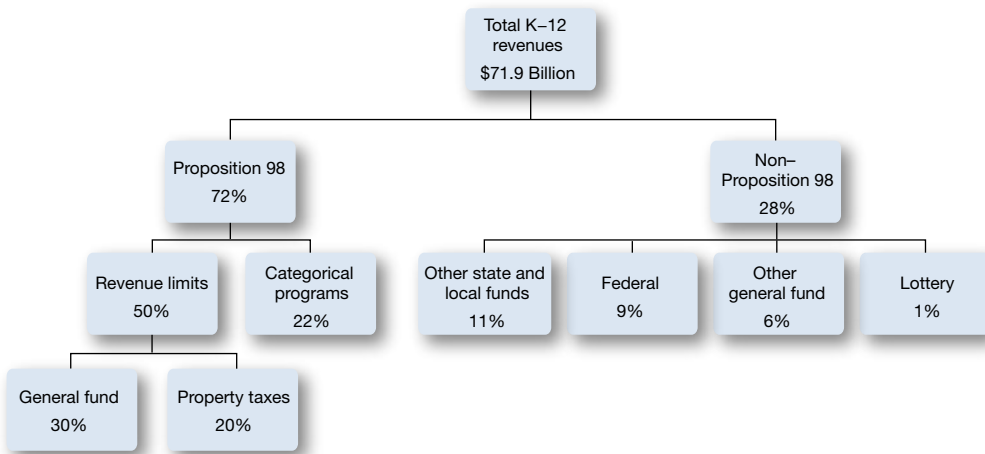 Total K–12
revenues
$71.9 Billion
Proposition 98
72%
Non–
Proposition 98
28%
Revenue limits
50%
Categorical
programs
22%
Other state and
local funds
11%
Federal
9%
Other
general fund
6%
Lottery
1%
General fund
30%
Property taxes
20%